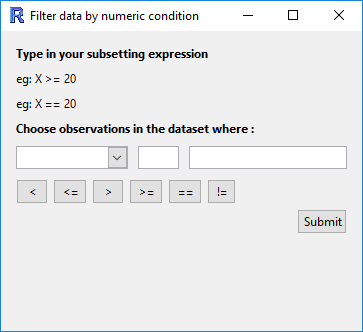 Filter data by numeric condition
Type in your subsetting expression
eg: X >= 20
eg: X == 20
Choose observations in the dataset where :
< <= > >= == !=
Submit